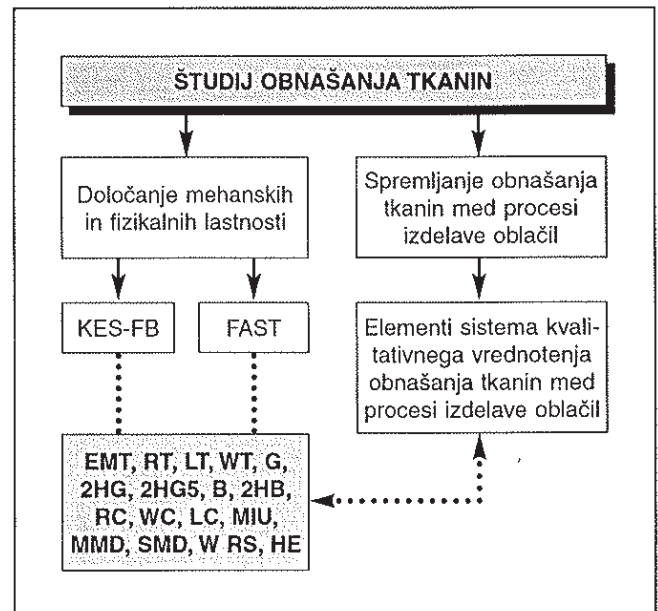 ŠTUDIJ OBNAŠANJA TKANIN
Določanje mehanskih
in fizikalnih lastnosti
Spremljanje obnašanja
tkanin med procesi
izdelave oblačil
KES-FB
FAST
Elementi sistema kvali-
tativnega vrednotenja
obnašanja tkanin med
procesi izdelave oblačil
EMT, RT, LT, WT, G,
2HG, 2HG5, B, 2HB,
RC, WC, LC, MIU,
MMD, SMD, W RS, HE